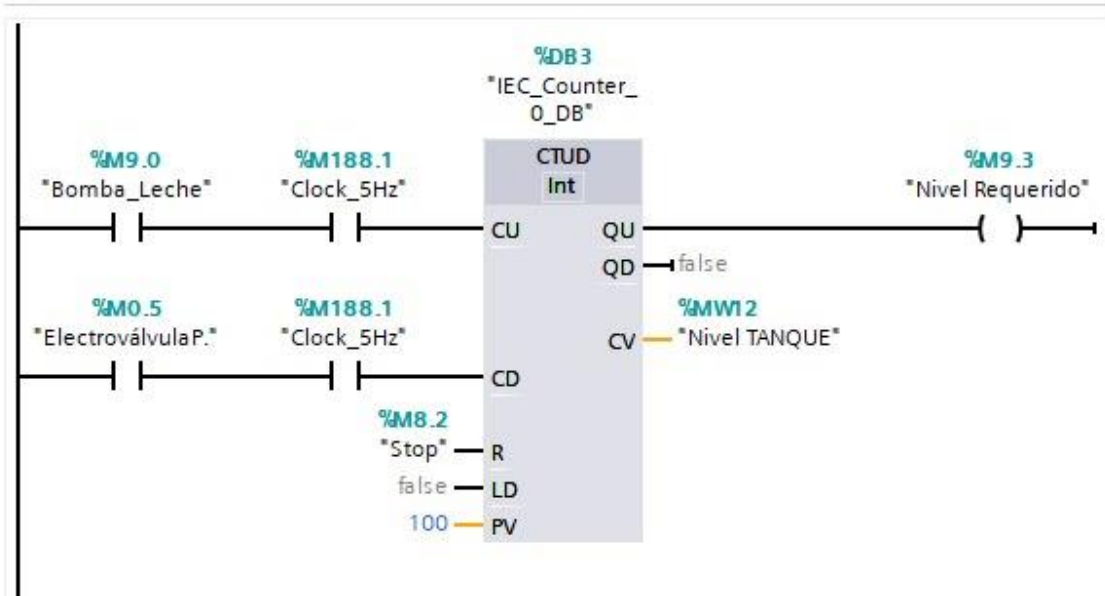 %DB3
"IEC_Counter_
0_DB"
%M9.0
"Bomba_Leche"
%M188.1
"Clock_5Hz"
CTUD
Int
%M9.3
"Nivel Requerido"
CU
QU
QD
false
%M0.5
"ElectroválvulaP."
%M188.1
"Clock_5Hz"
%MW12
"Nivel TANQUE"
CV
CD
%M8.2
"Stop"
R
false
LD
100
PV